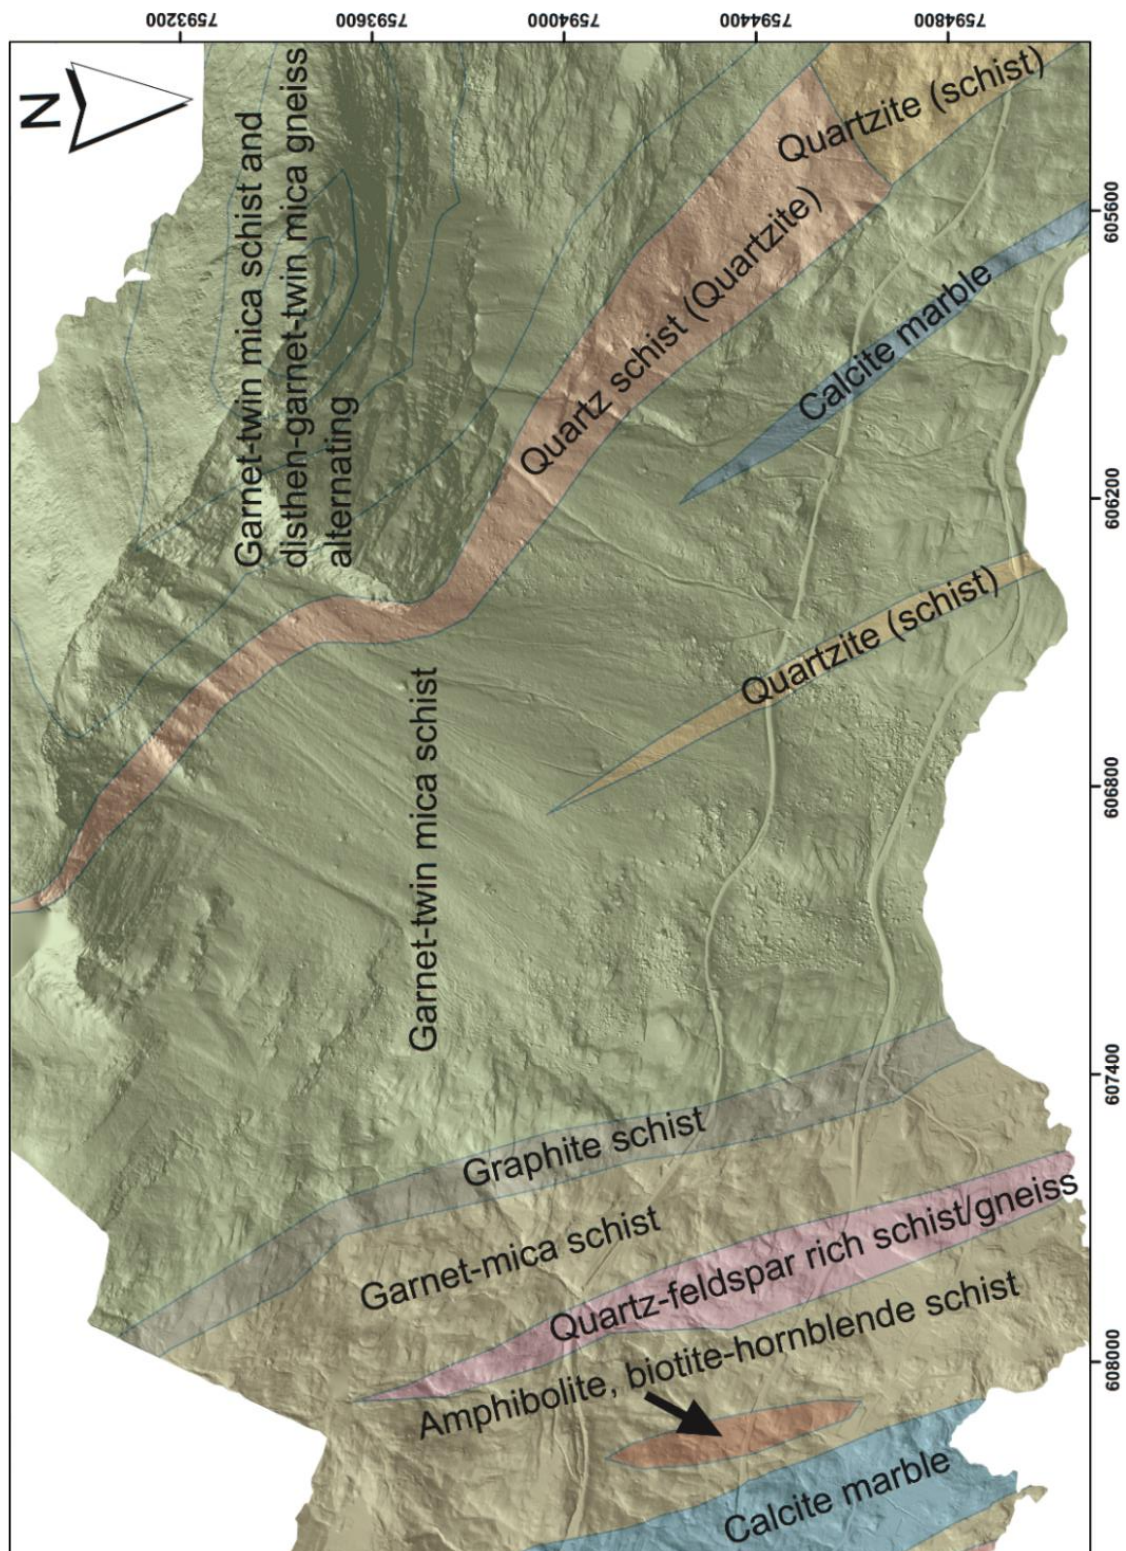 7593200
7593600
7594000
7594400
7594800
N
Garnet-twin mica schist and
disthen-garnet-twin mica gneiss
alternating
Quartzite (schist)
Quartz schist (Quartzite)
605600
Calcite marble
606200
Quartzite (schist)
Garnet-twin mica schist
606800
607400
Graphite schist
Garnet-mica schist
Quartz-feldspar rich schist/gneiss
608000
Amphibolite, biotite-hornblende schist
Calcite marble